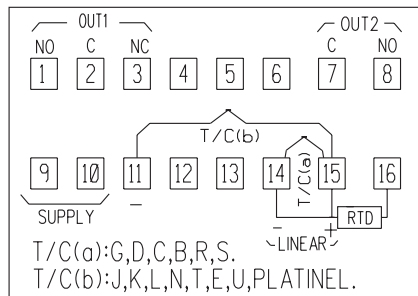 OUT1 OUT2
NO C NC C NO
1 2 3 4 5 6 7 8
T/C(b)
T/C(a)
9 10 11 12 13 14 15 16
SUPPLY - - + RTD
LINEAR
T/C(a):G,D,C,B,R,S.
T/C(b):J,K,L,N,T,E,U,PLATINEL.